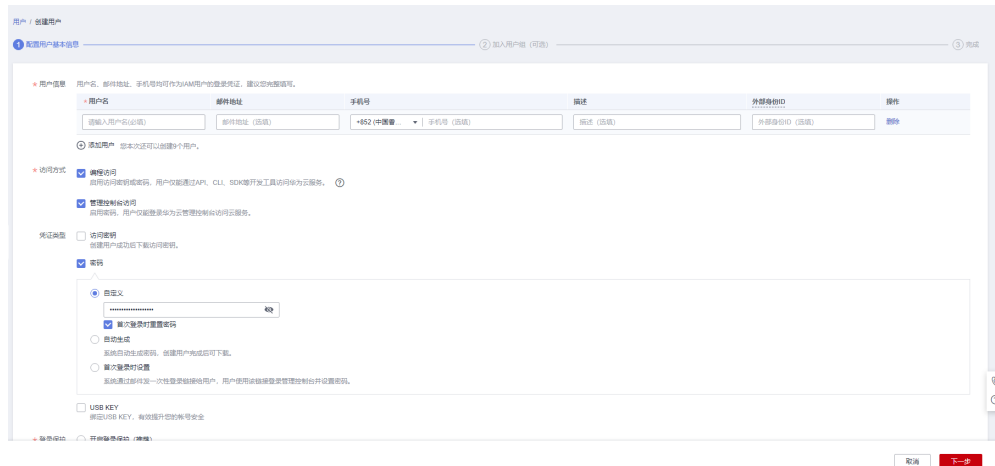 用户 / 创建用户
1 配置用户基本信息 2 加入用户组（可选） 3 完成
* 用户信息 用户名、邮件地址、手机号均可作为IAM用户的登录凭证，建议您完整填写。
* 用户名 邮件地址 手机号 描述 外部身份ID 操作
请输入用户名(必填) 邮件地址（选填） +852 (中国香... 手机号（选填） 描述（选填） 外部身份ID（选填） 删除
添加用户 您本次还可以创建9个用户。
* 访问方式 编程访问
启用访问密钥或密码，用户仅能通过API、CLI、SDK等开发工具访问华为云服务。
管理控制台访问
启用密码，用户仅能登录华为云管理控制台访问云服务。
凭证类型 访问密钥
创建用户成功后下载访问密钥。
密码
自定义
首次登录时重置密码
自动生成
系统自动生成密码，创建用户完成后可下载。
首次登录时设置
系统通过邮件发一次性登录链接给用户，用户使用该链接登录管理控制台并设置密码。
USB KEY
绑定USB KEY，有效提升您的帐号安全
* 登录保护 开启登录保护（推荐）
取消 下一步